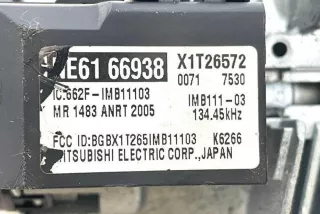 NE61 66938 X1T26572
0071 7530
IC:662F-IMB11103 IMB111-03
MR 1483 ANRT 2005 134.45kHz
FCC ID:BGBX1T265IMB11103 K6266
MITSUBISHI ELECTRIC CORP.,JAPAN